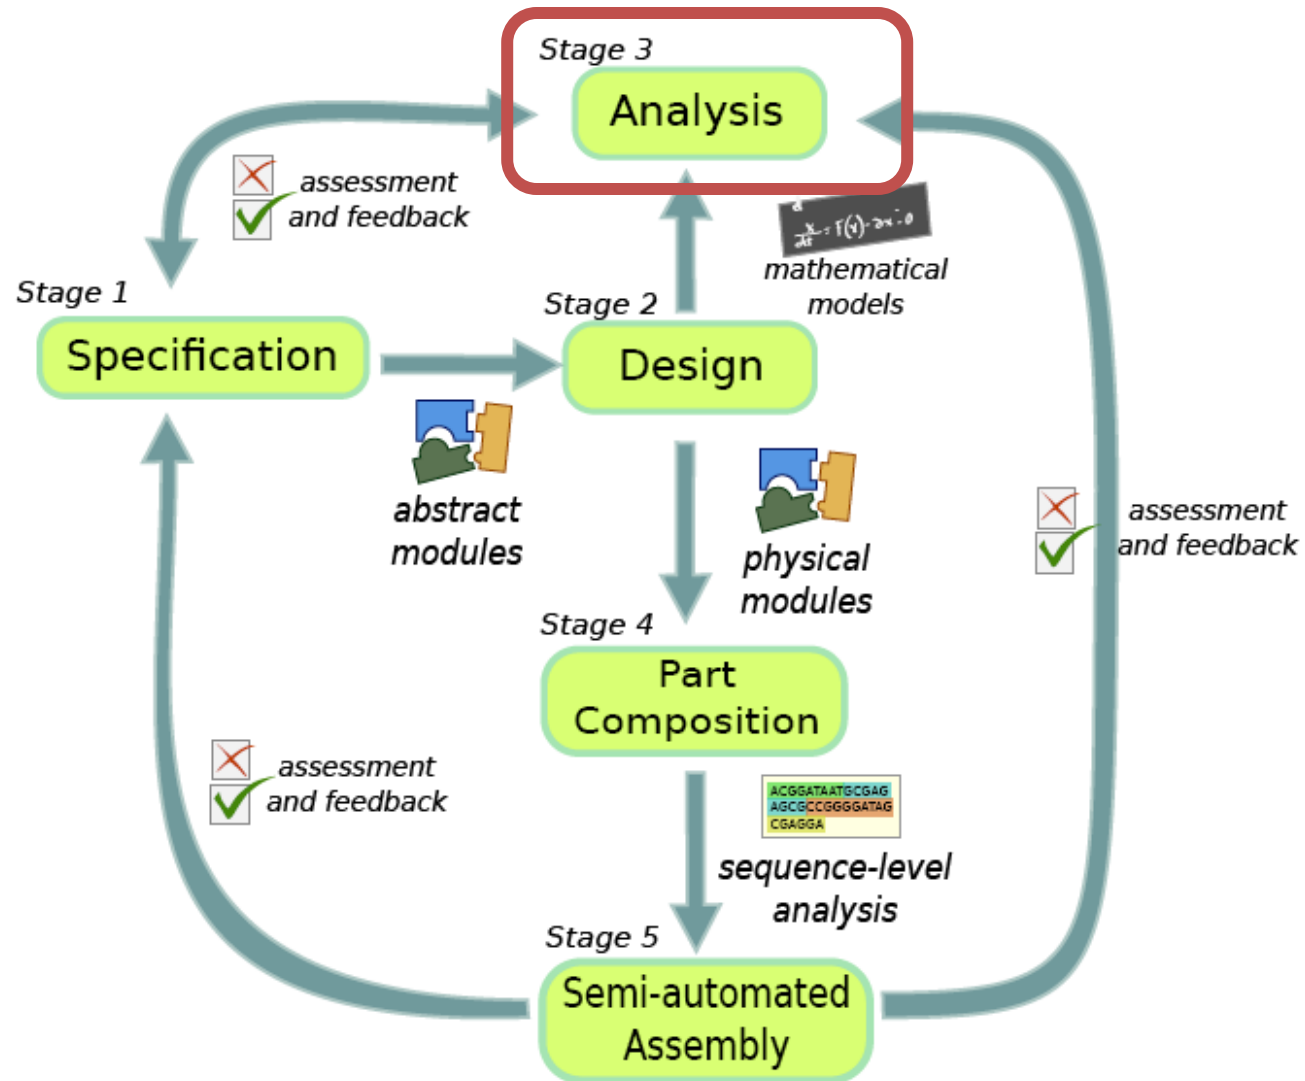 Stage 3
Analysis
assessment
and feedback
mathematical
models
Stage 1
Specification
Stage 2
Design
abstract
modules
physical
modules
assessment
and feedback
Stage 4
Part
Composition
assessment
and feedback
ACGGATAATGCGAG
AGCGCCGGGGATAG
CGAGGA
sequence-level
analysis
Stage 5
Semi-automated
Assembly